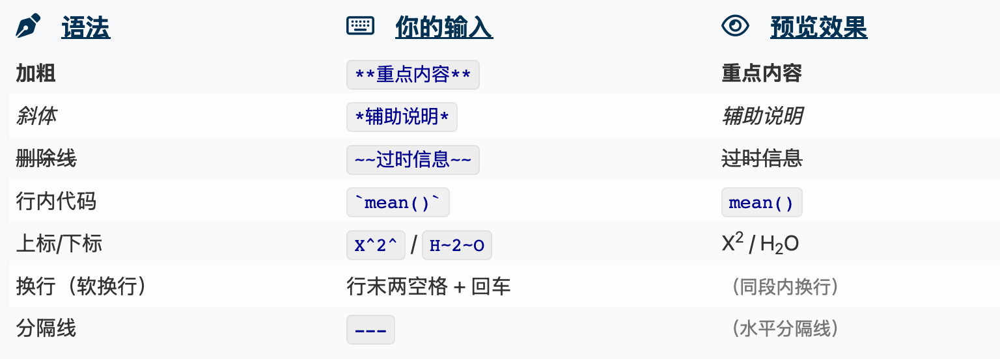 语法 你的输入 预览效果
加粗 **重点内容** 重点内容
斜体 *辅助说明* 辅助说明
删除线 ~~过时信息~~ 过时信息
行内代码 `mean()` mean()
上标/下标 X^2^ / H~2~O X² / H₂O
换行（软换行） 行末两空格 + 回车 （同段内换行）
分隔线 --- （水平分隔线）